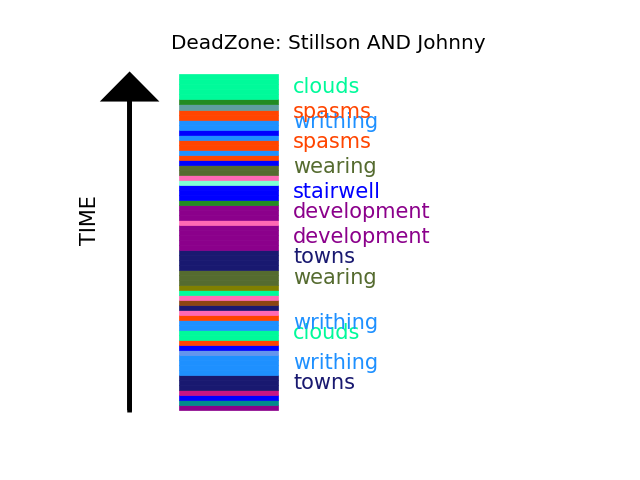 DeadZone: Stillson AND Johnny
clouds
spasms
writhing
spasms
wearing
stairwell
development
development
towns
wearing
writhing
clouds
writhing
towns
TIME